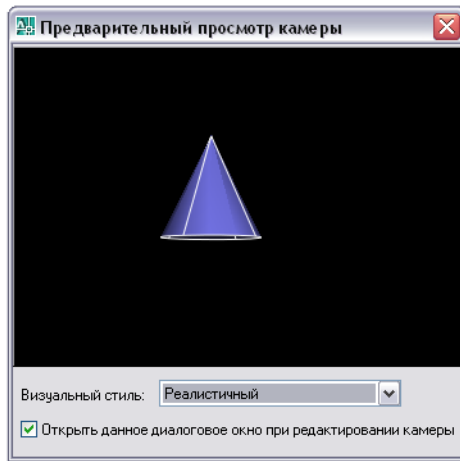 Предварительный просмотр камеры
Визуальный стиль: Реалистичный
Открыть данное диалоговое окно при редактировании камеры